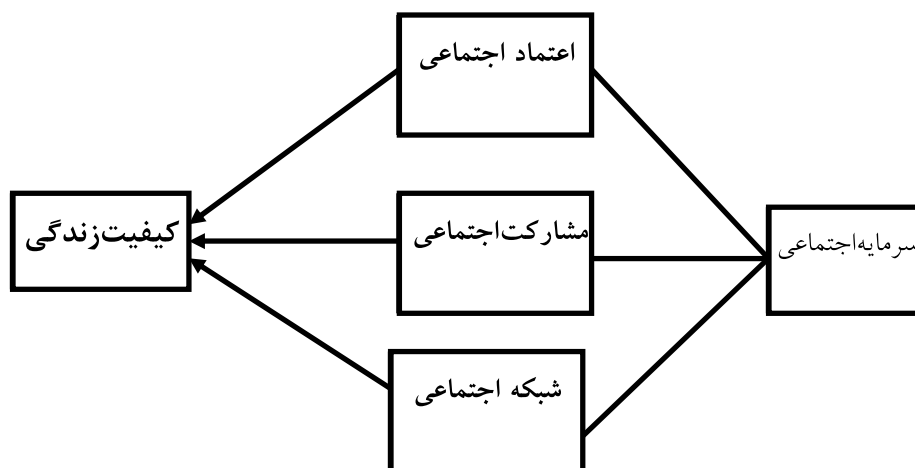 اعتماد اجتماعی
سرمایه‌اجتماعی
مشارکت‌اجتماعی
کیفیت‌زندگی
شبکه اجتماعی